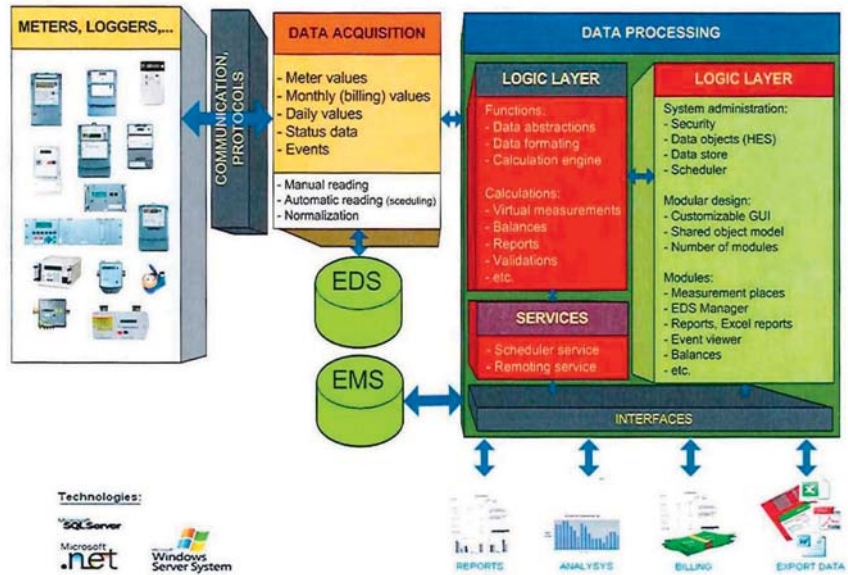 METERS, LOGGERS,...
COMMUNICATION,
PROTOCOLS
DATA ACQUISITION
- Meter values
- Monthly (billing) values
- Daily values
- Status data
- Events
- Manual reading
- Automatic reading (sceduling)
- Normalization
EDS
EMS
DATA PROCESSING
LOGIC LAYER
Functions:
- Data abstractions
- Data formating
- Calculation engine
Calculations:
- Virtual measurements
- Balances
- Reports
- Validations
- etc.
SERVICES
- Scheduler service
- Remoting service
LOGIC LAYER
System administration:
- Security
- Data objects (HES)
- Data store
- Scheduler
Modular design:
- Customizable GUI
- Shared object model
- Number of modules
Modules:
- Measurement places
- EDS Manager
- Reports, Excel reports
- Event viewer
- Balances
- etc.
INTERFACES
REPORTS
ANALYSYS
BILLING
EXPORT DATA
Technologies:
Microsoft
SQL Server
Microsoft
.net
Microsoft
Windows
Server System